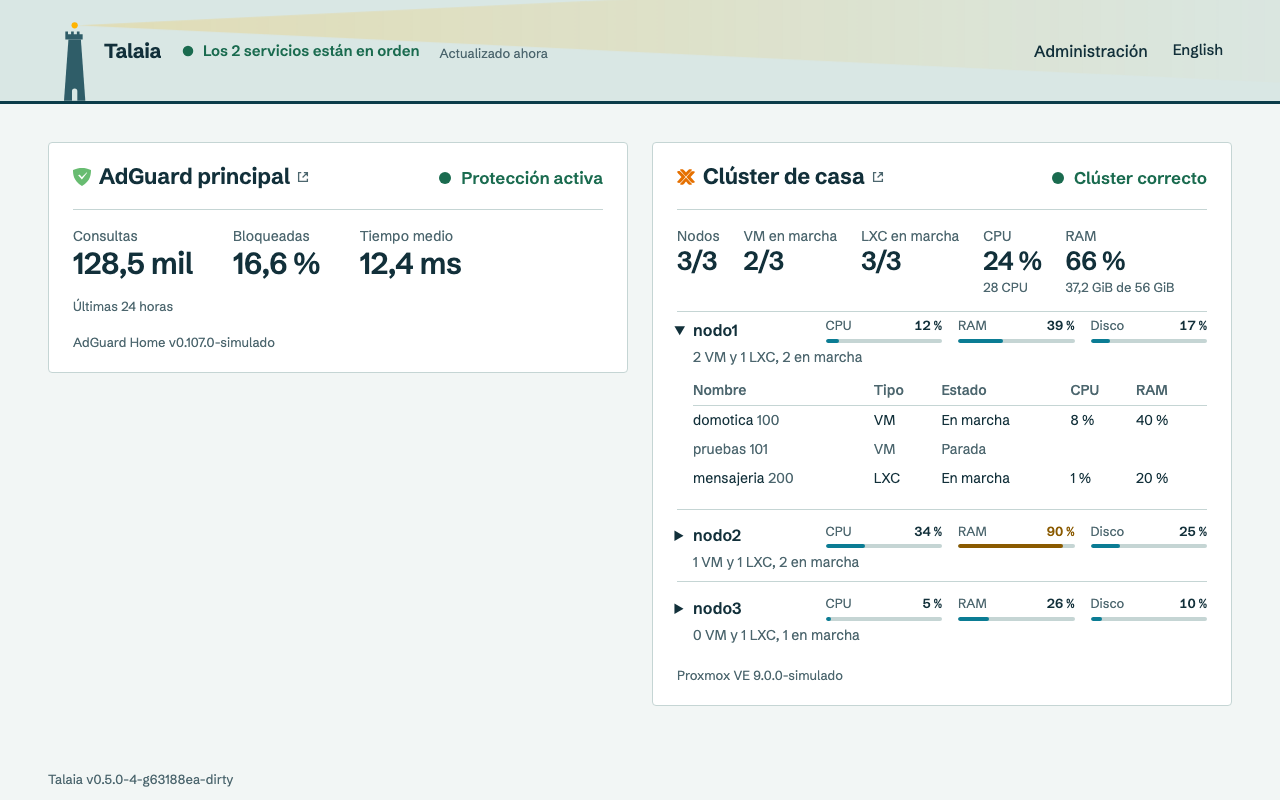 Talaia
Los 2 servicios están en orden
Actualizado ahora
Administración
English
AdGuard principal
Protección activa
Consultas
128,5 mil
Bloqueadas
16,6 %
Tiempo medio
12,4 ms
Últimas 24 horas
AdGuard Home v0.107.0-simulado
Clúster de casa
Clúster correcto
Nodos
3/3
VM en marcha
2/3
LXC en marcha
3/3
CPU
24 %
28 CPU
RAM
66 %
37,2 GiB de 56 GiB
nodo1
CPU 12 %
RAM 39 %
Disco 17 %
2 VM y 1 LXC, 2 en marcha
Nombre Tipo Estado CPU RAM
domotica 100 VM En marcha 8 % 40 %
pruebas 101 VM Parada
mensajeria 200 LXC En marcha 1 % 20 %
nodo2
CPU 34 %
RAM 90 %
Disco 25 %
1 VM y 1 LXC, 2 en marcha
nodo3
CPU 5 %
RAM 26 %
Disco 10 %
0 VM y 1 LXC, 1 en marcha
Proxmox VE 9.0.0-simulado
Talaia v0.5.0-4-g63188ea-dirty